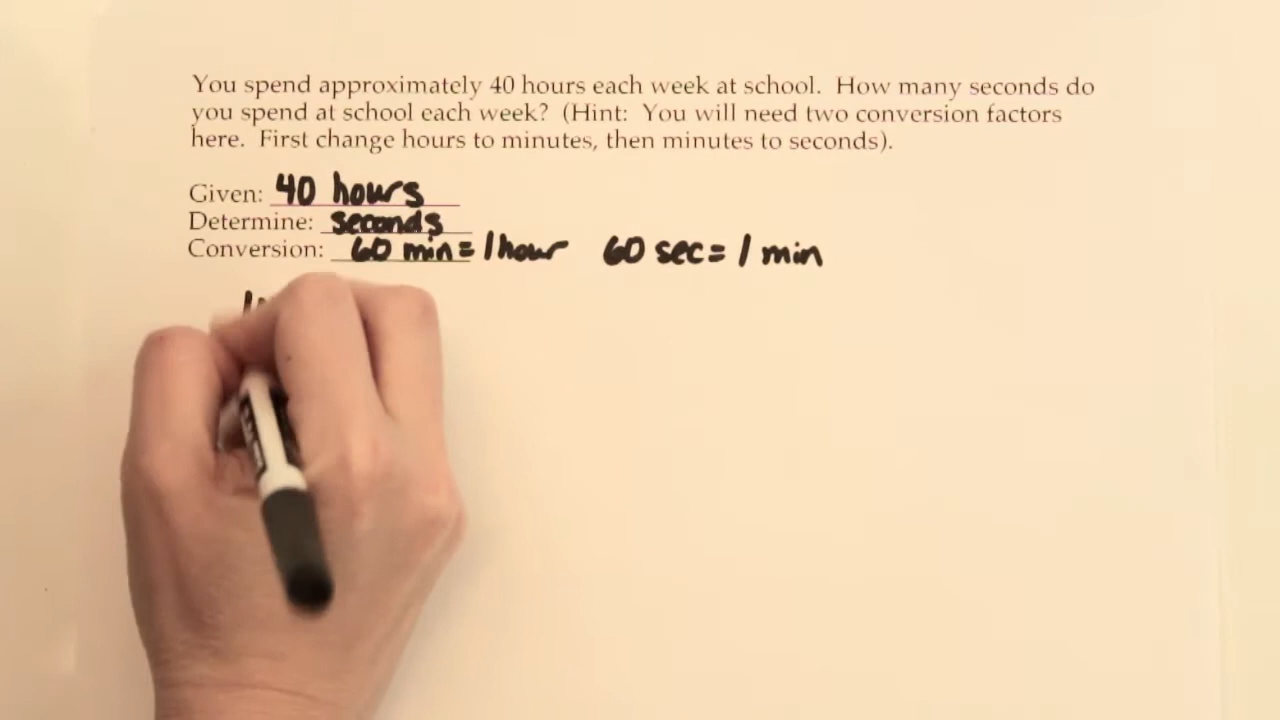 You spend approximately 40 hours each week at school. How many seconds do
you spend at school each week? (Hint: You will need two conversion factors
here. First change hours to minutes, then minutes to seconds).
Given: 40 hours
Determine: seconds
Conversion: 60 min = 1 hour 60 sec = 1 min